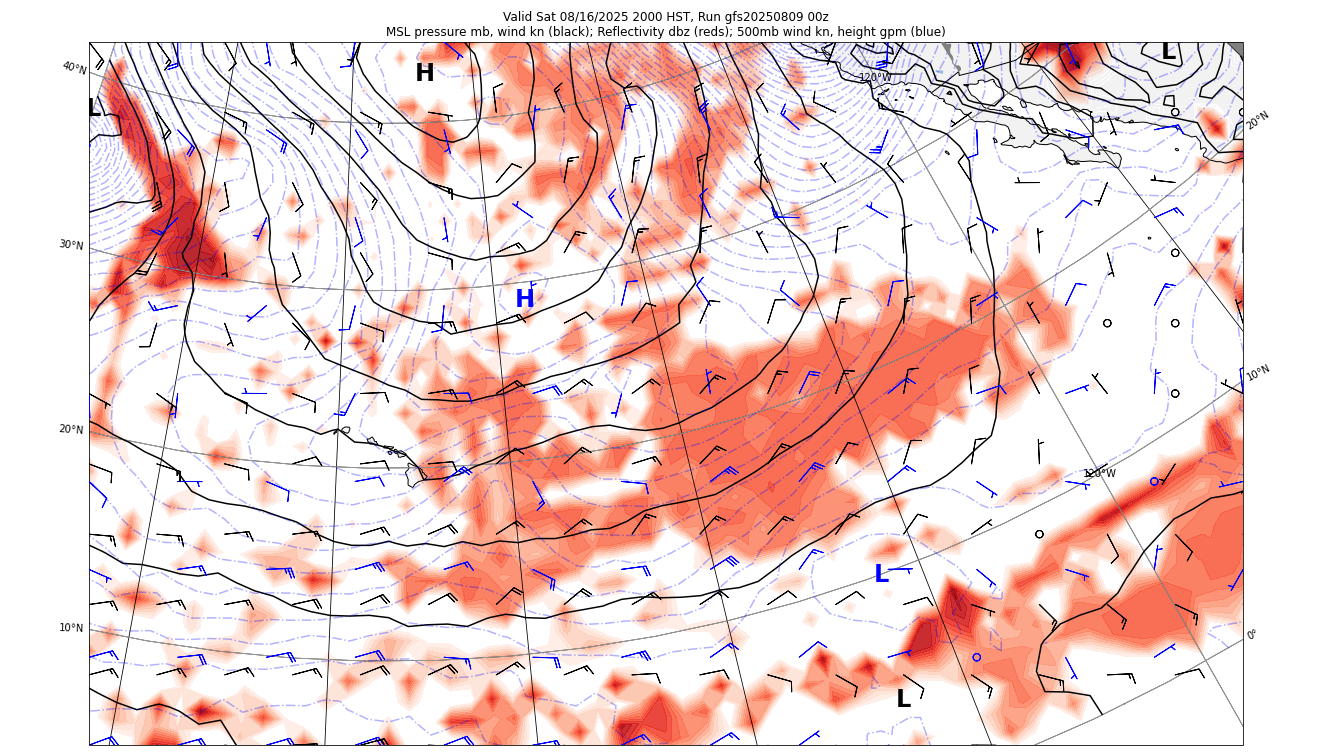 Valid Sat 08/16/2025 2000 HST, Run gfs20250809 00z
MSL pressure mb, wind kn (black); Reflectivity dbz (reds); 500mb wind kn, height gpm (blue)
L
H
120°W
40°N
L
20°N
30°N
H
10°N
20°N
120°W
L
10°N
0°
L